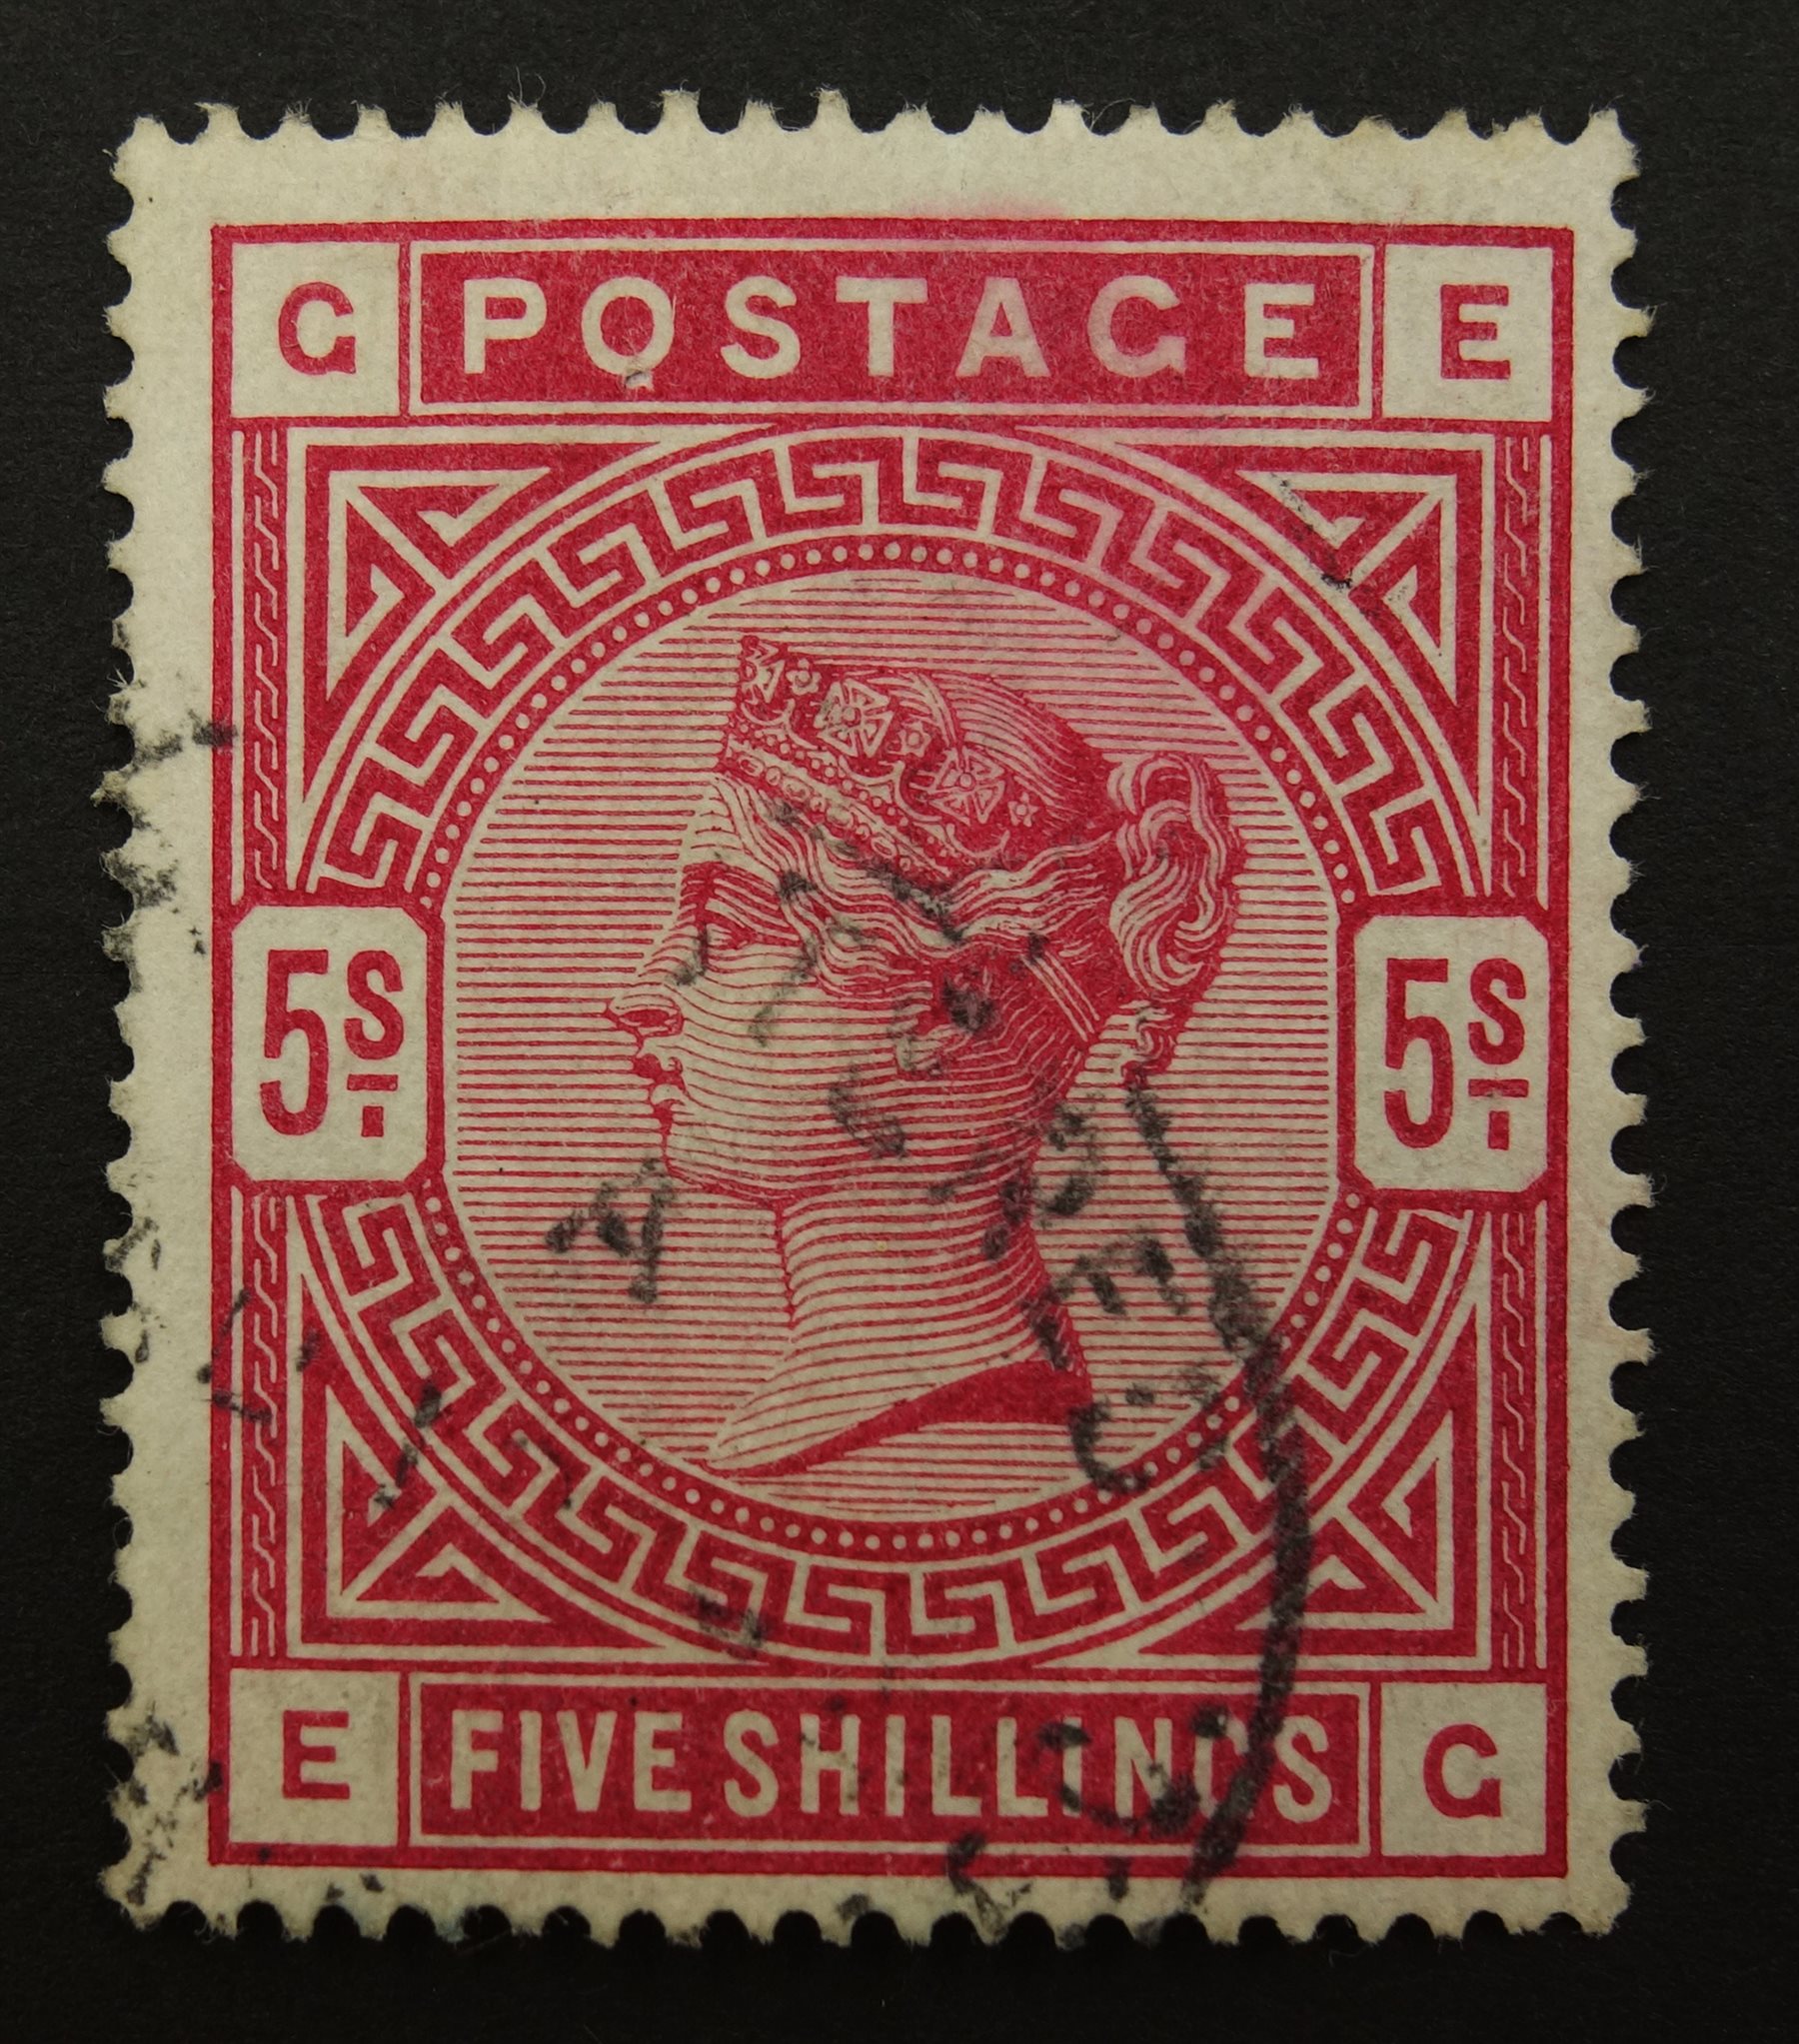 G POSTAGE E
5s. 5s.
E FIVE SHILLINGS G